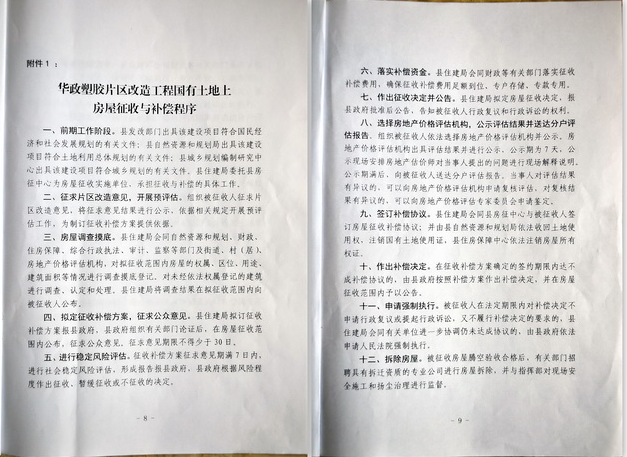 附件1：
华政塑胶片区改造工程国有土地上
房屋征收与补偿程序
一、前期工作阶段。县发改部门出具该建设项目符合国民经
济和社会发展规划的有关文件；县自然资源和规划局出具该建设
项目符合土地利用总体规划的有关文件；县城乡规划编制研究中
心出具该建设项目符合城乡规划的有关文件。县住建局委托县房
征中心为房屋征收实施单位，承担征收与补偿的具体工作。
二、征求片区改造意见，开展预评估。组织被征收人征求片
区改造意见，将征求意见结果进行公示，依据相关规定开展预评
估工作，为制订征收补偿方案提供依据。
三、房屋调查摸底。县住建局会同自然资源和规划、财政、
住房保障、综合行政执法、审计、监察等部门及街道、村（居）、
房地产价格评估机构，对拟征收范围内房屋的权属、区位、用途、
建筑面积等情况进行调查摸底登记，对未经依法权属登记的建筑
进行调查、认定和处理。县住建局将调查结果在拟征收范围内向
被征收人公布。
四、拟定征收补偿方案，征求公众意见。县住建局拟订征收
补偿方案报县政府，县政府组织有关部门论证后，在房屋征收范
围内公布，征求公众意见。征求意见期限不得少于30日。
五、进行稳定风险评估。征收补偿方案征求意见期满7日内，
进行社会稳定风险评估，形成报告报县政府，县政府根据风险程
度作出征收、暂缓征收或不征收的决定。
- 8 -
六、落实补偿资金。县住建局会同财政等有关部门落实征收
补偿费用，确保征收补偿费用足额到位、专户存储、专款专用。
七、作出征收决定并公告。县住建局拟定房屋征收决定，报
县政府批准后公告，告知被征收人行政复议和行政诉讼的权利。
八、选择房地产价格评估机构，公示评估结果并送达分户评
估报告。组织被征收人依法选择房地产价格评估机构并公示，房
地产价格评估机构出具评估结果并进行公示，公示期为7天，公
示现场安排房地产估价师对当事人提出的问题进行现场解释说明。
公示期满后，向被征收人送达分户评估报告。当事人对评估结果
有异议的，可以向房地产价格评估机构申请复核评估，对复核结
果有异议的，可以向房地产评估专家委员会申请鉴定。
九、签订补偿协议。县住建局会同县房征中心与被征收人签
订房屋征收补偿协议；并由县自然资源和规划局依法收回土地使
用权、注销国有土地使用证，县住房保障中心依法注销房屋所有
权证。
十、作出补偿决定。在征收补偿方案确定的签约期限内达不
成补偿协议的，由县政府按照补偿方案作出补偿决定，并在房屋
征收范围内予以公告。
十一、申请强制执行。被征收人在法定期限内对补偿决定不
申请行政复议或提起行政诉讼，又不履行补偿决定的要求的，县
住建局会同有关单位进一步协调仍未达成协议的，由县政府依法
申请人民法院强制执行。
十二、拆除房屋。被征收房屋腾空验收合格后，有关部门招
聘具有拆迁资质的专业公司进行房屋拆除，并与指挥部对现场安
全施工和扬尘治理进行监督。
- 9 -